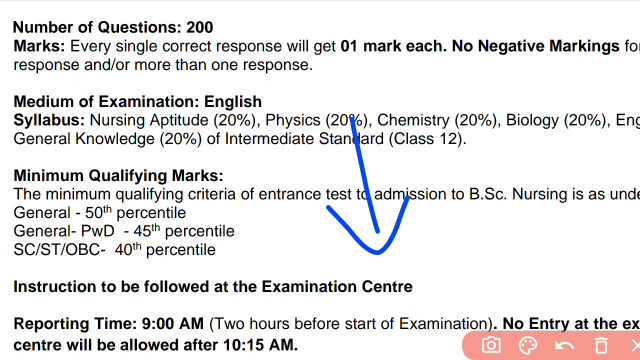 Number of Questions: 200
Marks: Every single correct response will get 01 mark each. No Negative Markings fo
response and/or more than one response.
Medium of Examination: English
Syllabus: Nursing Aptitude (20%), Physics (20%), Chemistry (20%), Biology (20%), Eng
General Knowledge (20%) of Intermediate Standard (Class 12).
Minimum Qualifying Marks:
The minimum qualifying criteria of entrance test to admission to B.Sc. Nursing is as unde
General - 50th percentile
General- PwD - 45th percentile
SC/ST/OBC- 40th percentile
Instruction to be followed at the Examination Centre
Reporting Time: 9:00 AM (Two hours before start of Examination). No Entry at the ex
centre will be allowed after 10:15 AM.